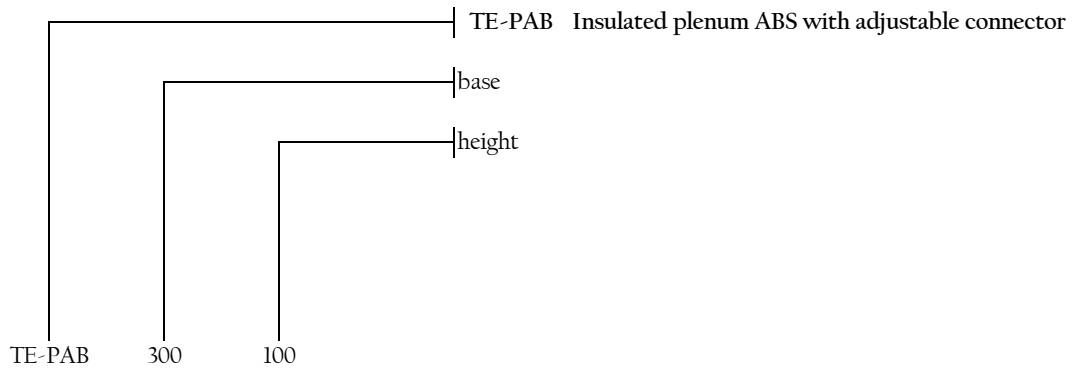 TE-PAB Insulated plenum ABS with adjustable connector
base
height
TE-PAB 300 100